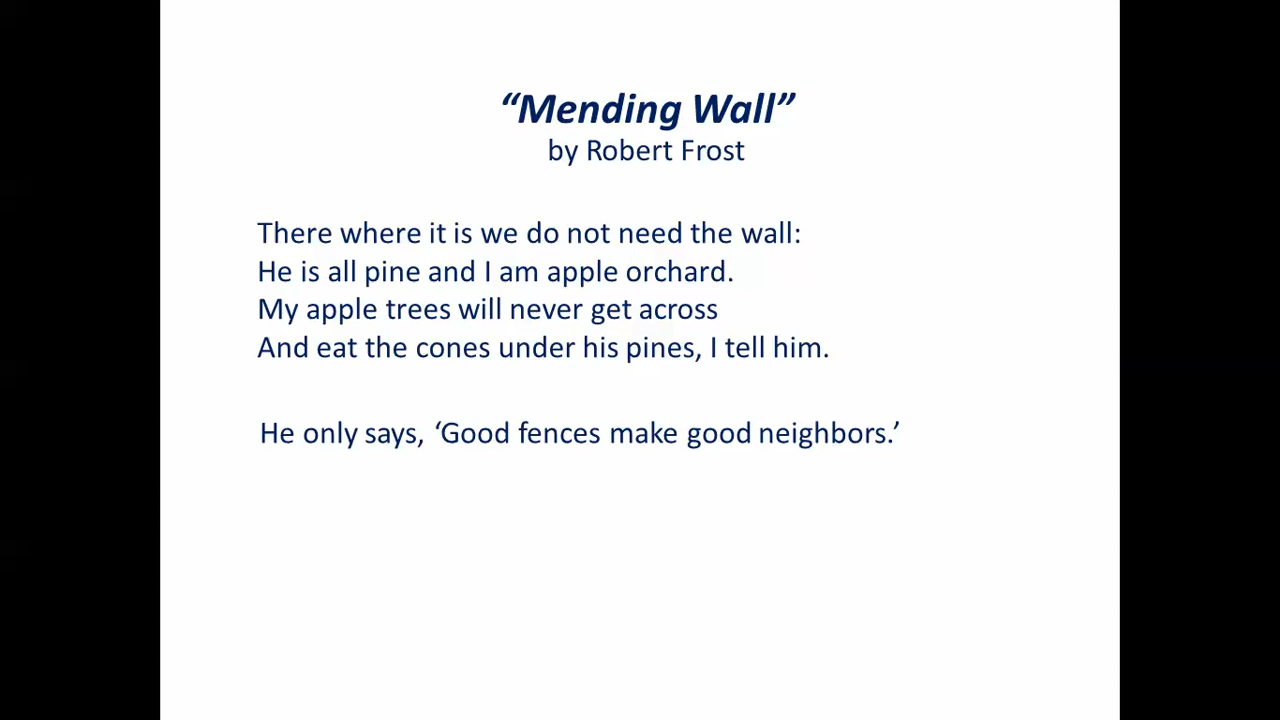 “Mending Wall”
by Robert Frost
There where it is we do not need the wall:
He is all pine and I am apple orchard.
My apple trees will never get across
And eat the cones under his pines, I tell him.
He only says, ‘Good fences make good neighbors.’